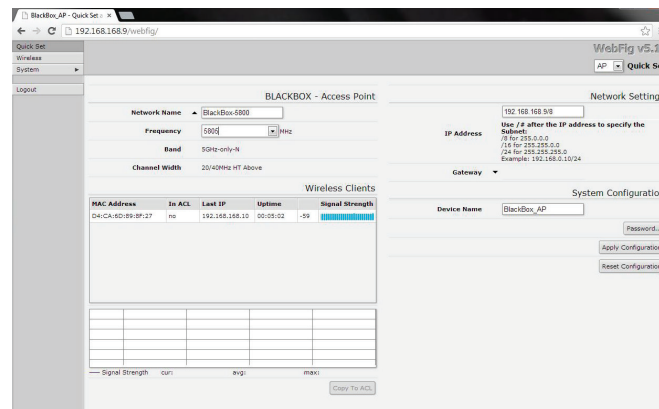 BlackBox_AP - Quick Set a
192.168.168.9/webfig/
Quick Set
Wireless
System
Logout
WebFig v5.1
AP
Quick Se
BLACKBOX - Access Point
Network Name
BlackBox-5800
Frequency
5805
MHz
Band
5GHz-only-N
Channel Width
20/40MHz HT Above
Wireless Clients
MAC Address In ACL Last IP Uptime Signal Strength
D4:CA:6D:89:8F:27 no 192.168.168.10 00:05:02 -59
Signal Strength cur: avg: max:
Copy To ACL
Network Setting
IP Address
192.168.168.9/8
Use /# after the IP address to specify the
Subnet:
/8 for 255.0.0.0
/16 for 255.255.0.0
/24 for 255.255.255.0
Example: 192.168.0.10/24
Gateway
System Configuratio
Device Name
BlackBox_AP
Password..
Apply Configuration
Reset Configuration